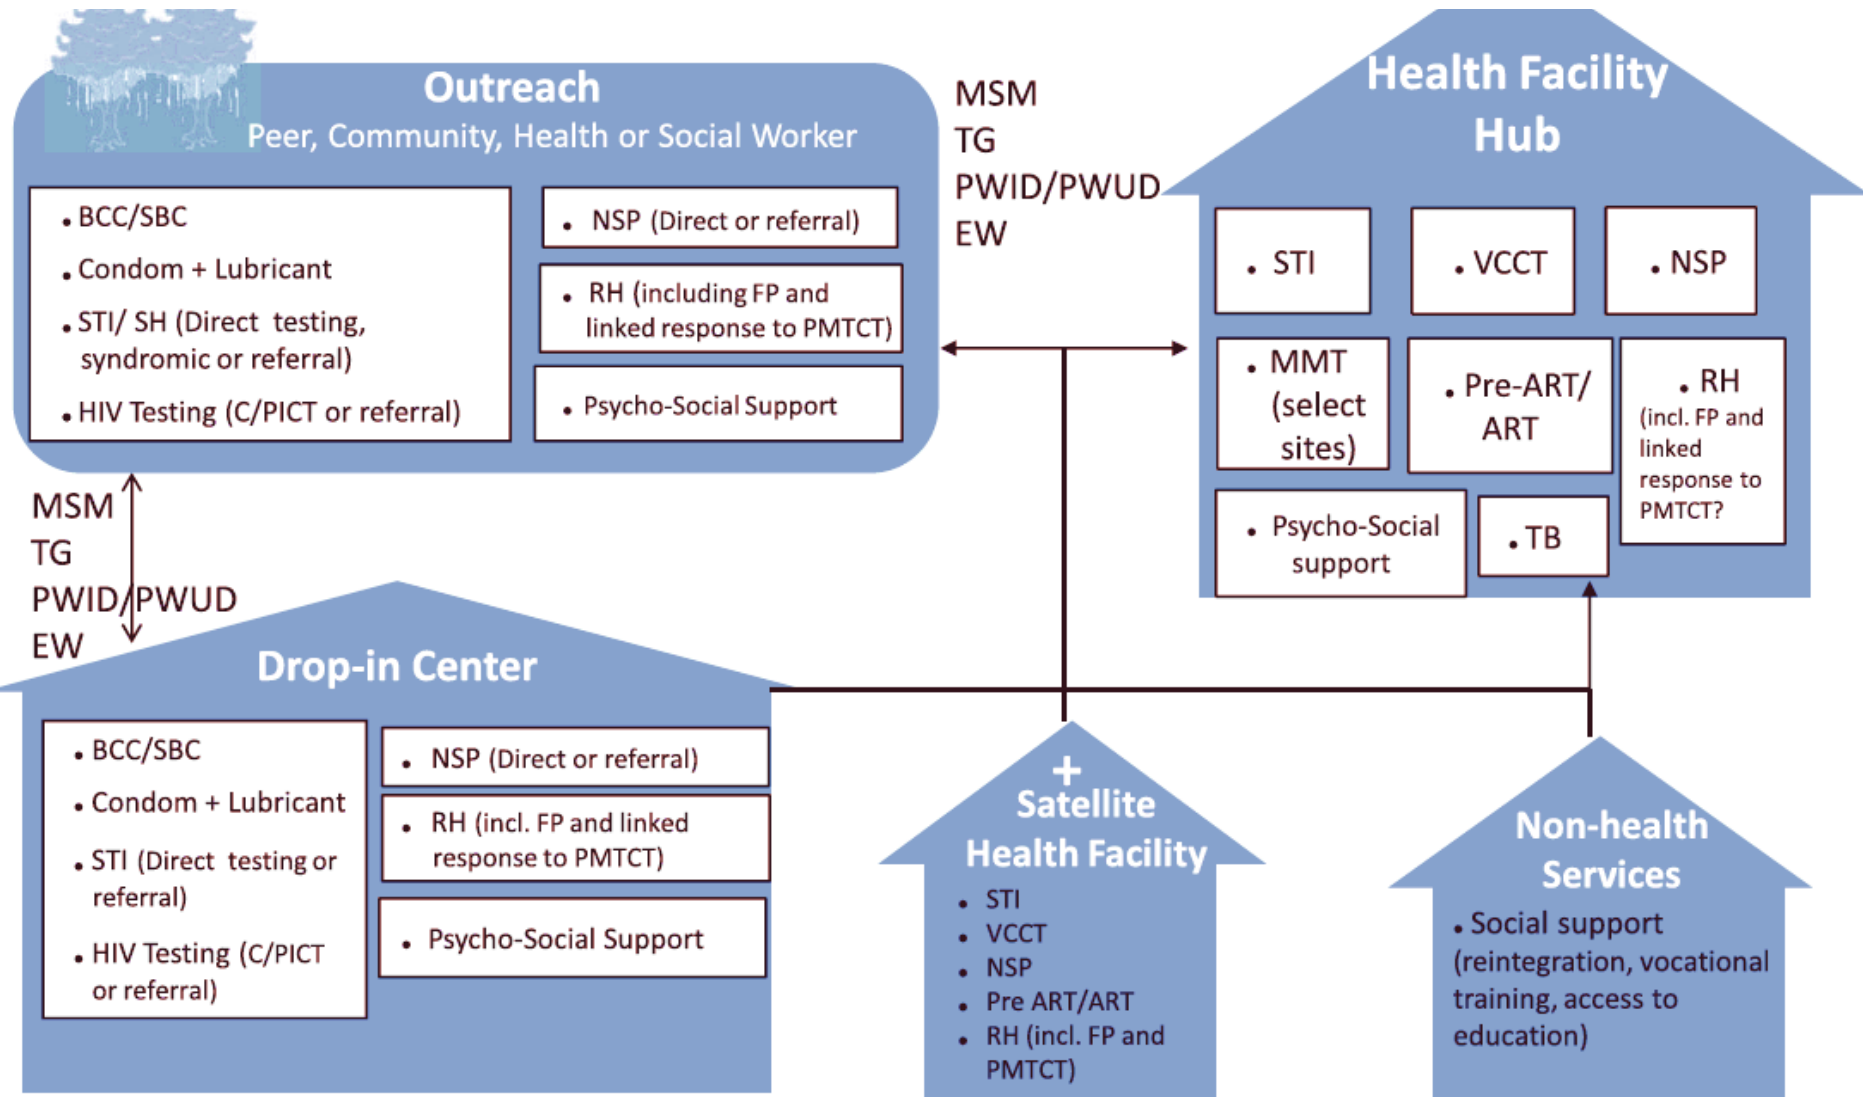 Outreach
Peer, Community, Health or Social Worker
• BCC/SBC
• Condom + Lubricant
• STI/ SH (Direct testing,
syndromic or referral)
• HIV Testing (C/PICT or referral)
• NSP (Direct or referral)
• RH (including FP and
linked response to PMTCT)
• Psycho-Social Support
MSM
TG
PWID/PWUD
EW
Health Facility
Hub
• STI
• VCCT
• NSP
• MMT
(select
sites)
• Pre-ART/
ART
• RH
(incl. FP and
linked
response to
PMTCT?
• Psycho-Social
support
• TB
MSM
TG
PWID/PWUD
EW
Drop-in Center
• BCC/SBC
• Condom + Lubricant
• STI (Direct testing or
referral)
• HIV Testing (C/PICT
or referral)
• NSP (Direct or referral)
• RH (incl. FP and linked
response to PMTCT)
• Psycho-Social Support
+
Satellite
Health Facility
• STI
• VCCT
• NSP
• Pre ART/ART
• RH (incl. FP and
PMTCT)
Non-health
Services
• Social support
(reintegration, vocational
training, access to
education)